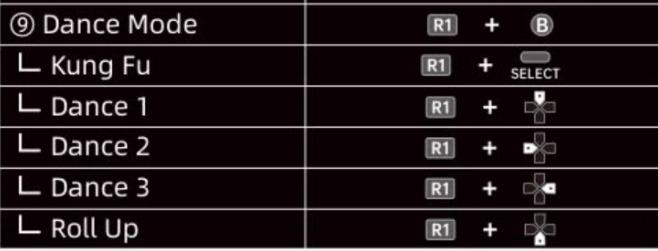 ⑨ Dance Mode R1 + B
Kung Fu R1 + SELECT
Dance 1 R1 +
Dance 2 R1 +
Dance 3 R1 +
Roll Up R1 +